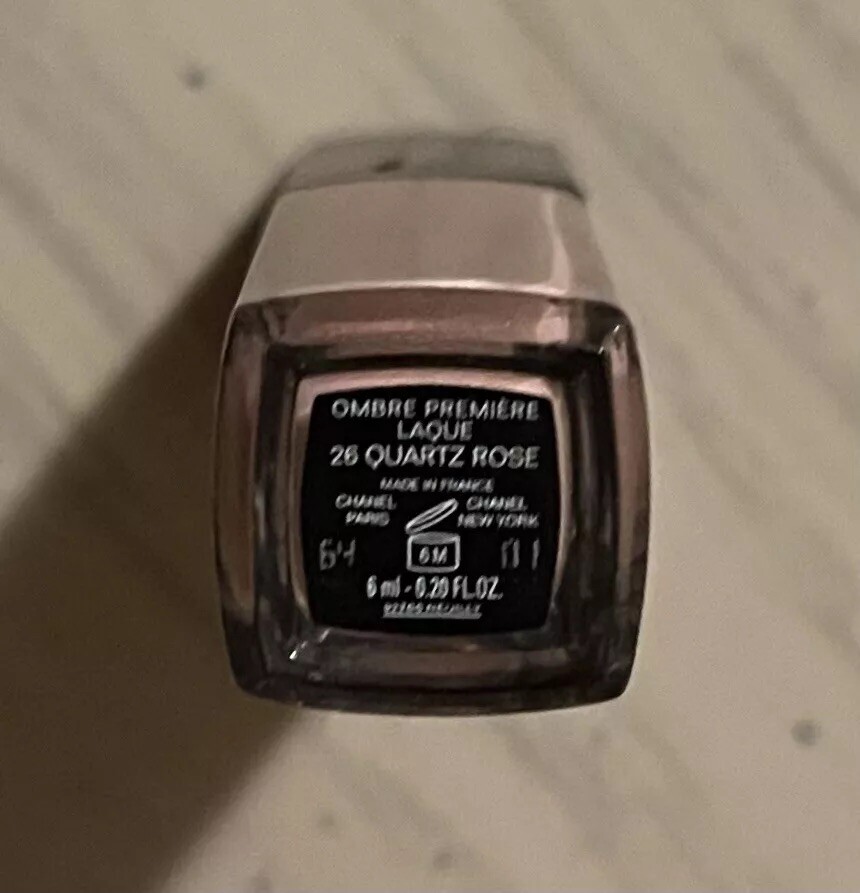 OMBRE PREMIÈRE
LAQUE
26 QUARTZ ROSE
MADE IN FRANCE
CHANEL CHANEL
PARIS NEW YORK
6M
6 ml - 0.20 FL.OZ.